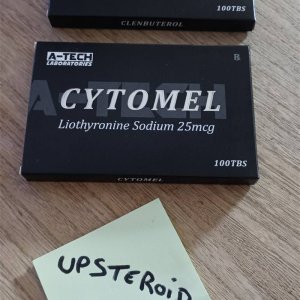 100TBS
CLENBUTEROL
A-TECH
LABORATORIES
CYTOMEL
Liothyronine Sodium 25mcg
100TBS
CYTOMEL
UPSTEROID